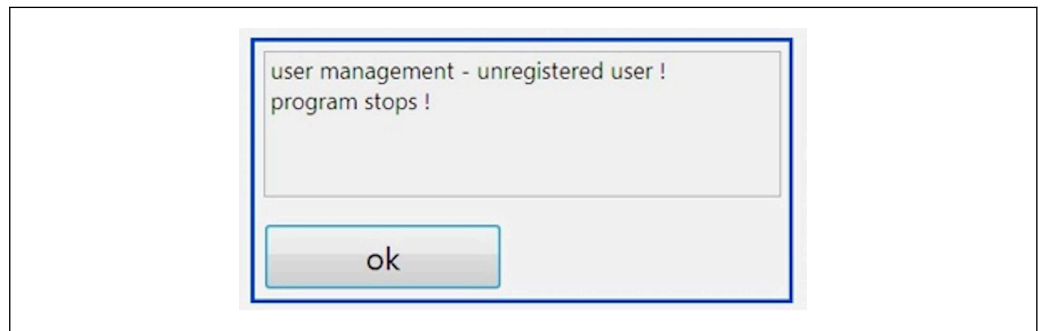 user management - unregistered user !
program stops !
ok